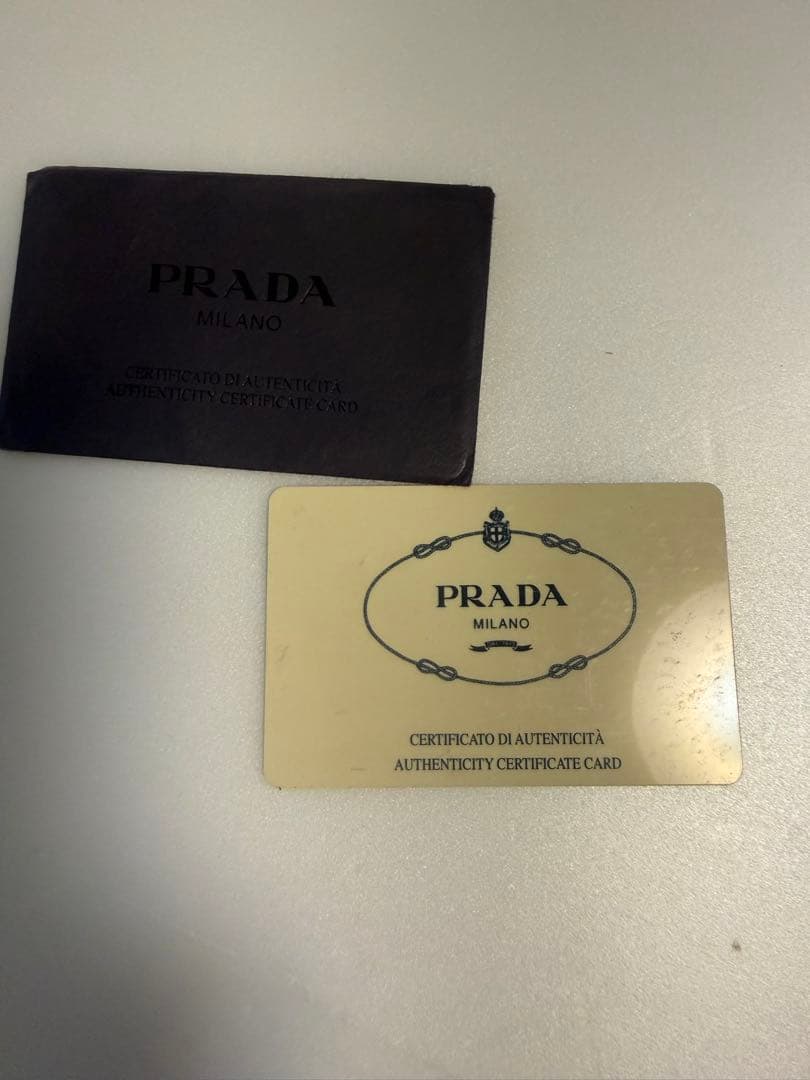 PRADA
MILANO
CERTIFICATO DI AUTENTICITÀ
AUTHENTICITY CERTIFICATE CARD
PRADA
MILANO
CERTIFICATO DI AUTENTICITÀ
AUTHENTICITY CERTIFICATE CARD